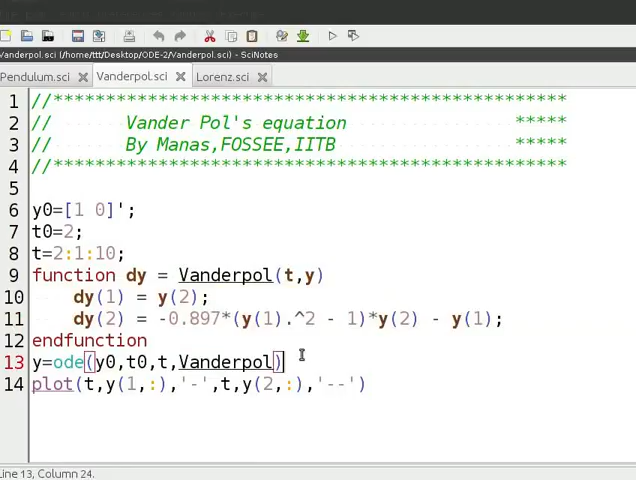 Vanderpol.sci (/home/ttt/Desktop/ODE-2/Vanderpol.sci) - SciNotes
Pendulum.sci Vanderpol.sci Lorenz.sci
1 //*************************************************
2 // Vander Pol's equation *****
3 // By Manas,FOSSEE,IITB *****
4 //*************************************************
5
6 y0=[1 0]';
7 t0=2;
8 t=2:1:10;
9 function dy = Vanderpol(t,y)
10 dy(1) = y(2);
11 dy(2) = -0.897*(y(1).^2 - 1)*y(2) - y(1);
12 endfunction
13 y=ode(y0,t0,t,Vanderpol)
14 plot(t,y(1,:),'-',t,y(2,:),'--')
Line 13, Column 24.